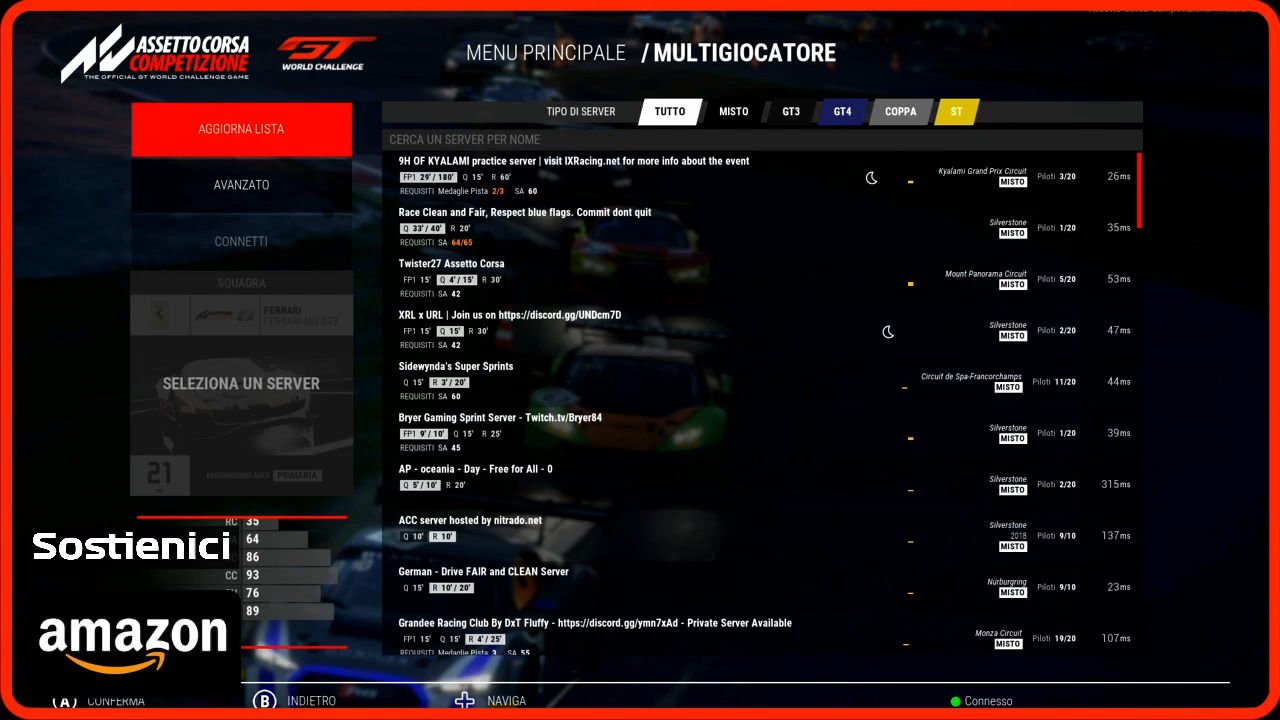 ASSETTO CORSA
COMPETIZIONE
THE OFFICIAL GT WORLD CHALLENGE GAME
GT
WORLD CHALLENGE
MENU PRINCIPALE / MULTIGIOCATORE
AGGIORNA LISTA
AVANZATO
CONNETTI
SQUADRA
FERRARI
FERRARI 488 GT3
SELEZIONA UN SERVER
21
PRIMARIA
TIPO DI SERVER TUTTO MISTO GT3 GT4 COPPA ST
CERCA UN SERVER PER NOME
9H OF KYALAMI practice server | visit IXRacing.net for more info about the event
FP1 29' / 180' Q 15' R 60'
REQUISITI Medaglie Pista 2/3 SA 60
Kyalami Grand Prix Circuit
MISTO
Piloti 3/20
26ms
Race Clean and Fair, Respect blue flags. Commit dont quit
Q 33' / 40' R 20'
REQUISITI SA 64/65
Silverstone
MISTO
Piloti 1/20
35ms
Twister27 Assetto Corsa
FP1 15' Q 4' / 15' R 30'
REQUISITI SA 42
Mount Panorama Circuit
MISTO
Piloti 5/20
53ms
XRL x URL | Join us on https://discord.gg/UNDcm7D
FP1 15' Q 15' R 30'
REQUISITI SA 42
Silverstone
MISTO
Piloti 2/20
47ms
Sidewynda's Super Sprints
Q 15' R 3' / 20'
REQUISITI SA 60
Circuit de Spa-Francorchamps
MISTO
Piloti 11/20
44ms
Bryer Gaming Sprint Server - Twitch.tv/Bryer84
FP1 9' / 10' Q 15' R 25'
REQUISITI SA 45
Silverstone
MISTO
Piloti 1/20
39ms
AP - oceania - Day - Free for All - 0
Q 5' / 10' R 20'
Silverstone
MISTO
Piloti 2/20
315ms
ACC server hosted by nitrado.net
Q 10' R 10'
Silverstone
2018
MISTO
Piloti 9/10
137ms
German - Drive FAIR and CLEAN Server
Q 15' R 10' / 20'
Nürburgring
MISTO
Piloti 9/10
23ms
Grandee Racing Club By DxT Fluffy - https://discord.gg/ymn7xAd - Private Server Available
FP1 15' Q 15' R 4' / 25'
REQUISITI Medaglie Pista 3 SA 55
Monza Circuit
MISTO
Piloti 19/20
107ms
RC 35
64
86
CC 93
76
89
Sostienici
amazon
(A) CONFERMA
B INDIETRO
NAVIGA
Connesso